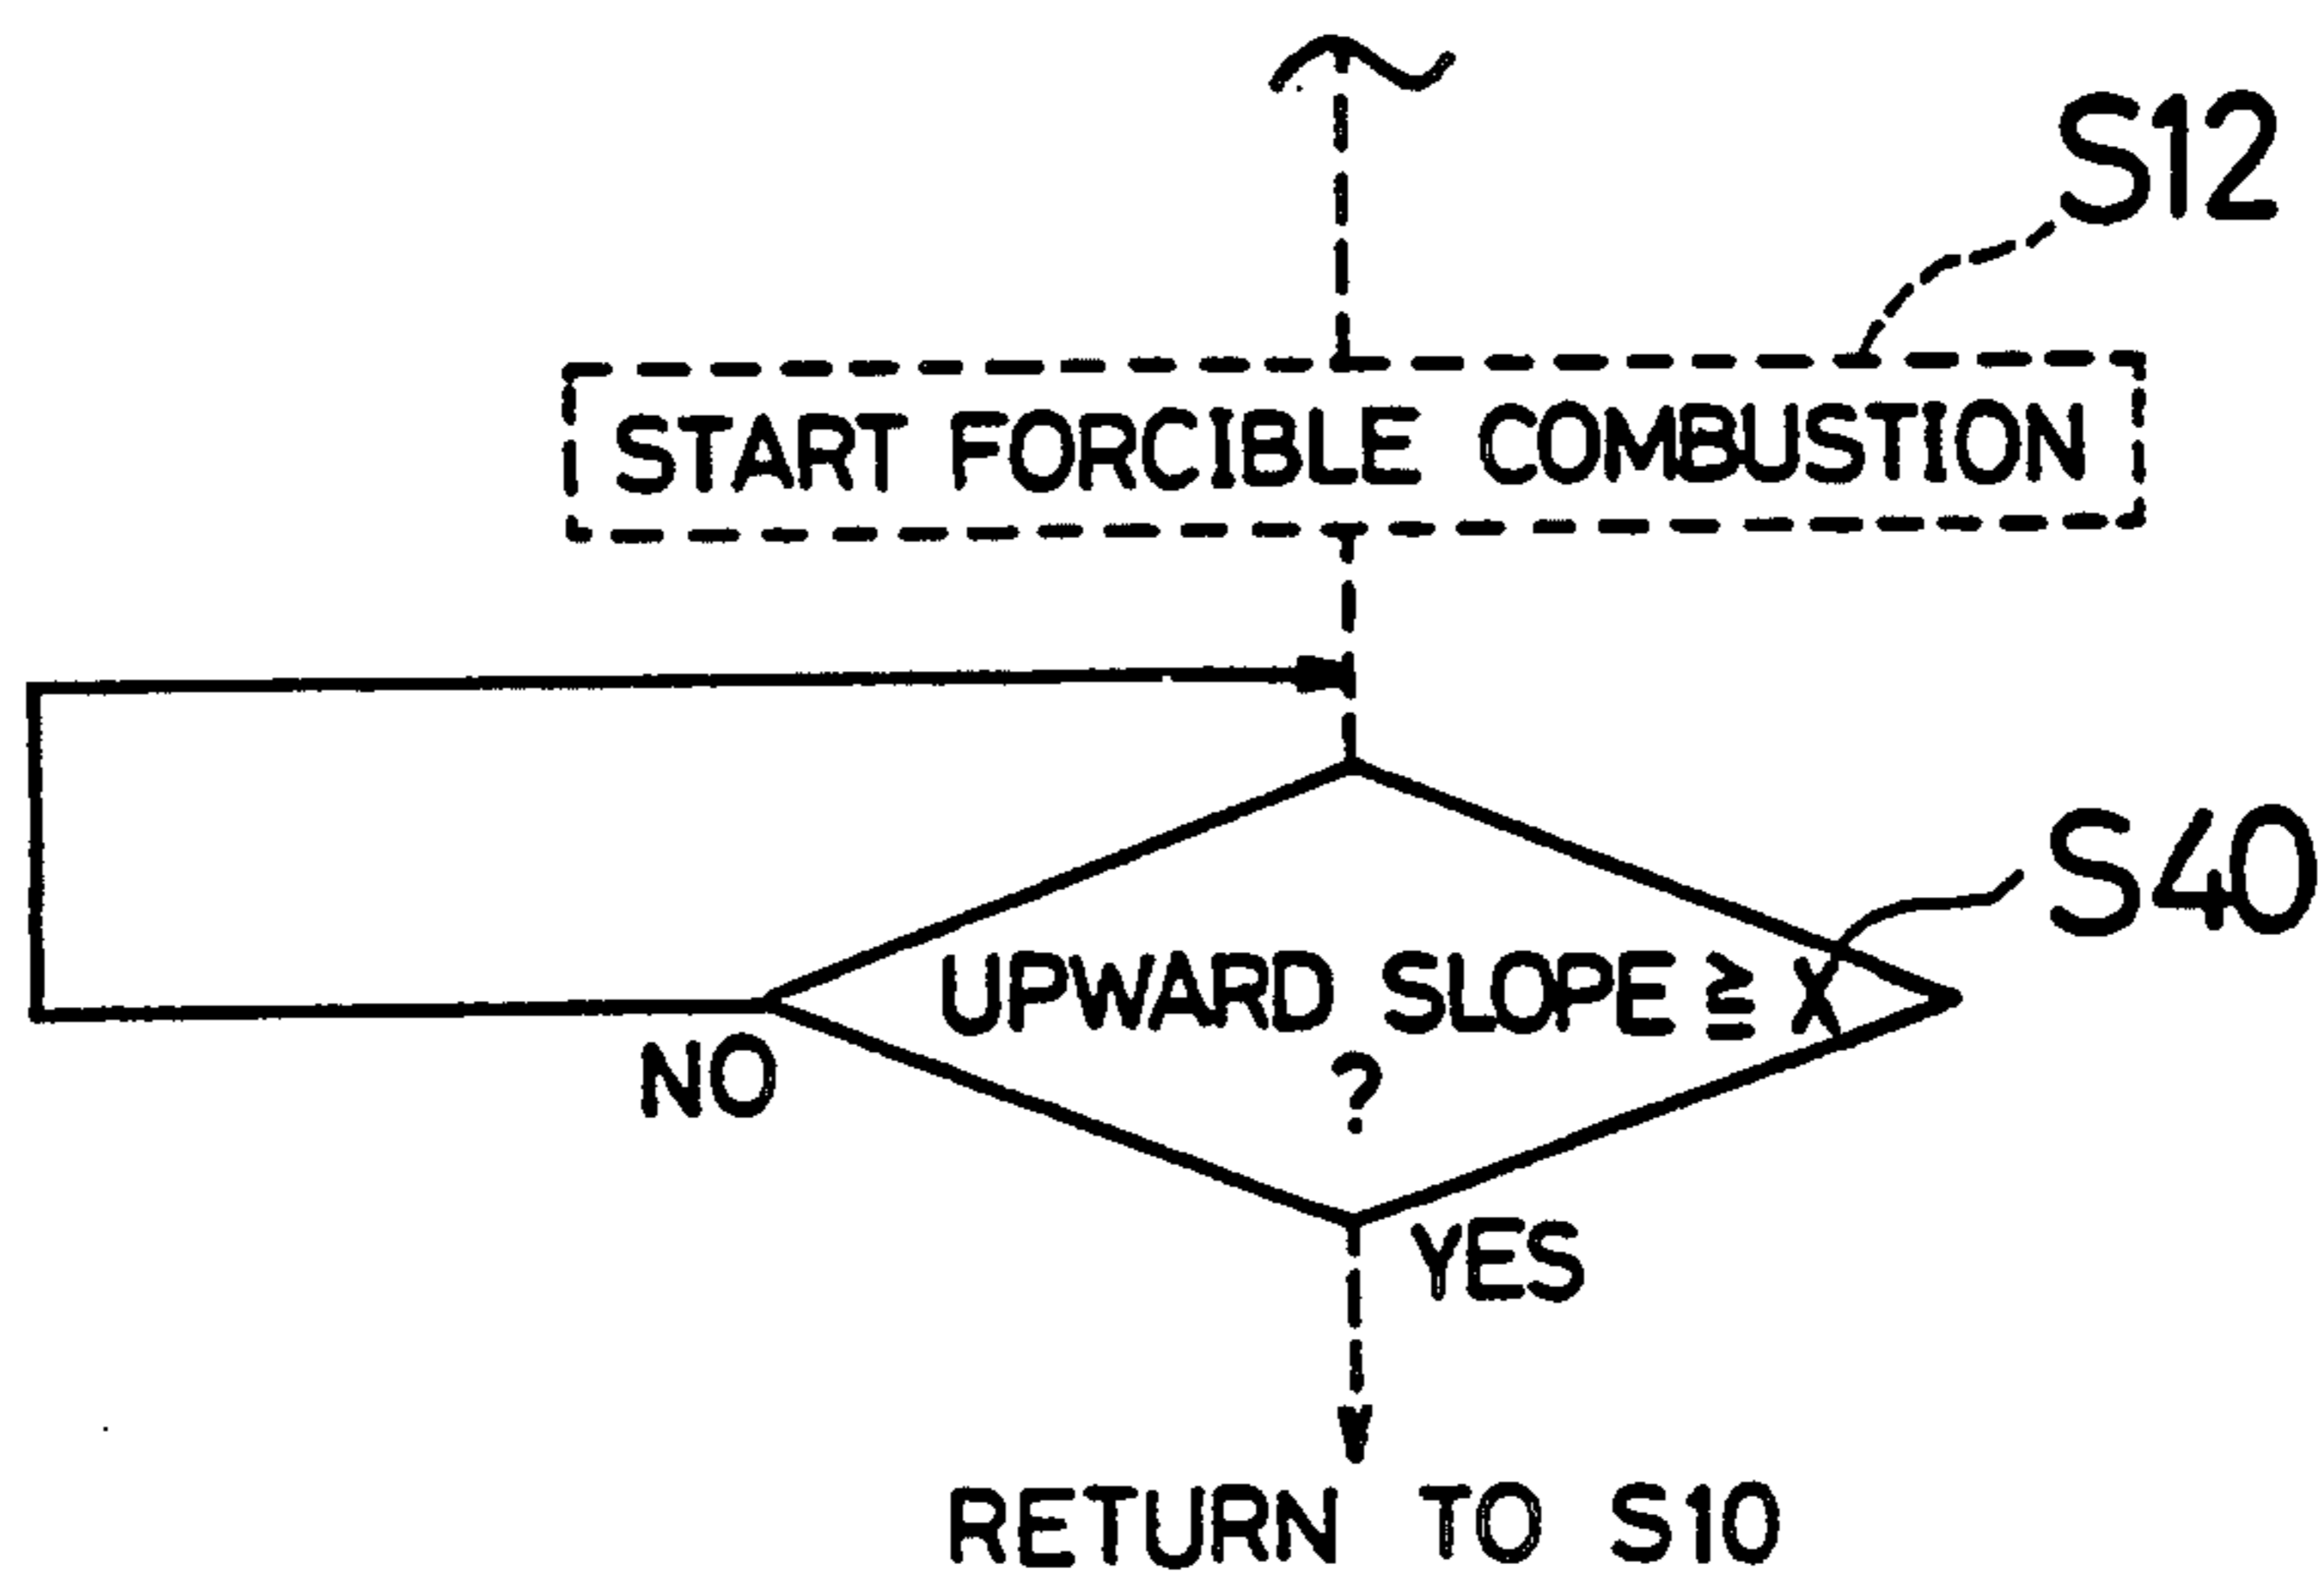 S12
START FORCIBLE COMBUSTION
S40
UPWARD SLOPE ≧ X
?
NO
YES
RETURN TO S10